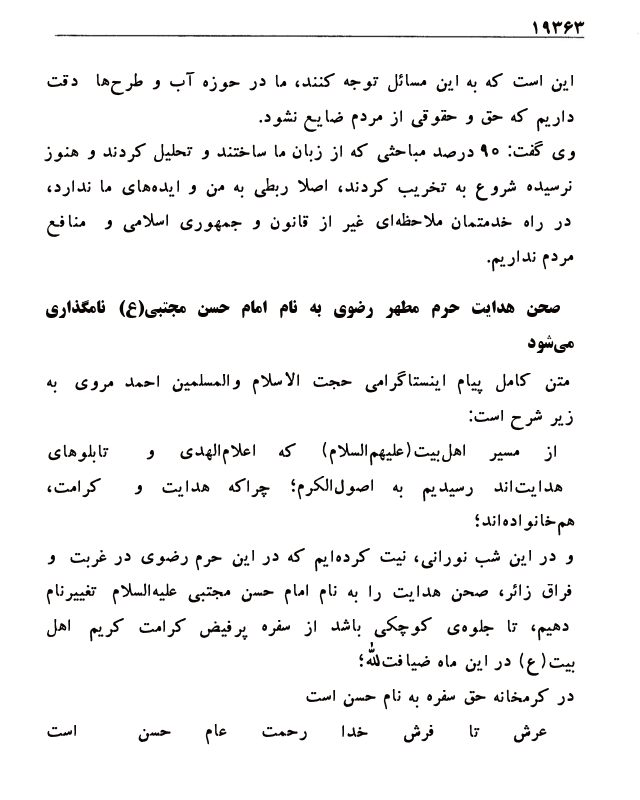 ۱۹۳۶۳
این است که به این مسائل توجه کنند، ما در حوزه آب و طرح‌ها دقت
داریم که حق و حقوقی از مردم ضایع نشود.
وی گفت: ۹۰ درصد مباحثی که از زبان ما ساختند و تحلیل کردند و هنوز
نرسیده شروع به تخریب کردند، اصلا ربطی به من و ایده‌های ما ندارد،
در راه خدمتمان ملاحظه‌ای غیر از قانون و جمهوری اسلامی و منافع
مردم نداریم.
صحن هدایت حرم مطهر رضوی به نام امام حسن مجتبی(ع) نامگذاری
می‌شود
متن کامل پیام اینستاگرامی حجت الاسلام والمسلمین احمد مروی به
زیر شرح است:
از مسیر اهل‌بیت(علیهم‌السلام) که اعلام‌الهدی و تابلوهای
هدایت‌اند رسیدیم به اصول‌الکرم؛ چراکه هدایت و کرامت،
هم‌خانواده‌اند؛
و در این شب نورانی، نیت کرده‌ایم که در این حرم رضوی در غربت و
فراق زائر، صحن هدایت را به نام امام حسن مجتبی علیه‌السلام تغییرنام
دهیم، تا جلوه‌ی کوچکی باشد از سفره پرفیض کرامت کریم اهل
بیت(ع) در این ماه ضیافت‌لله؛
در کرمخانه حق سفره به نام حسن است
عرش تا فرش خدا رحمت عام حسن است